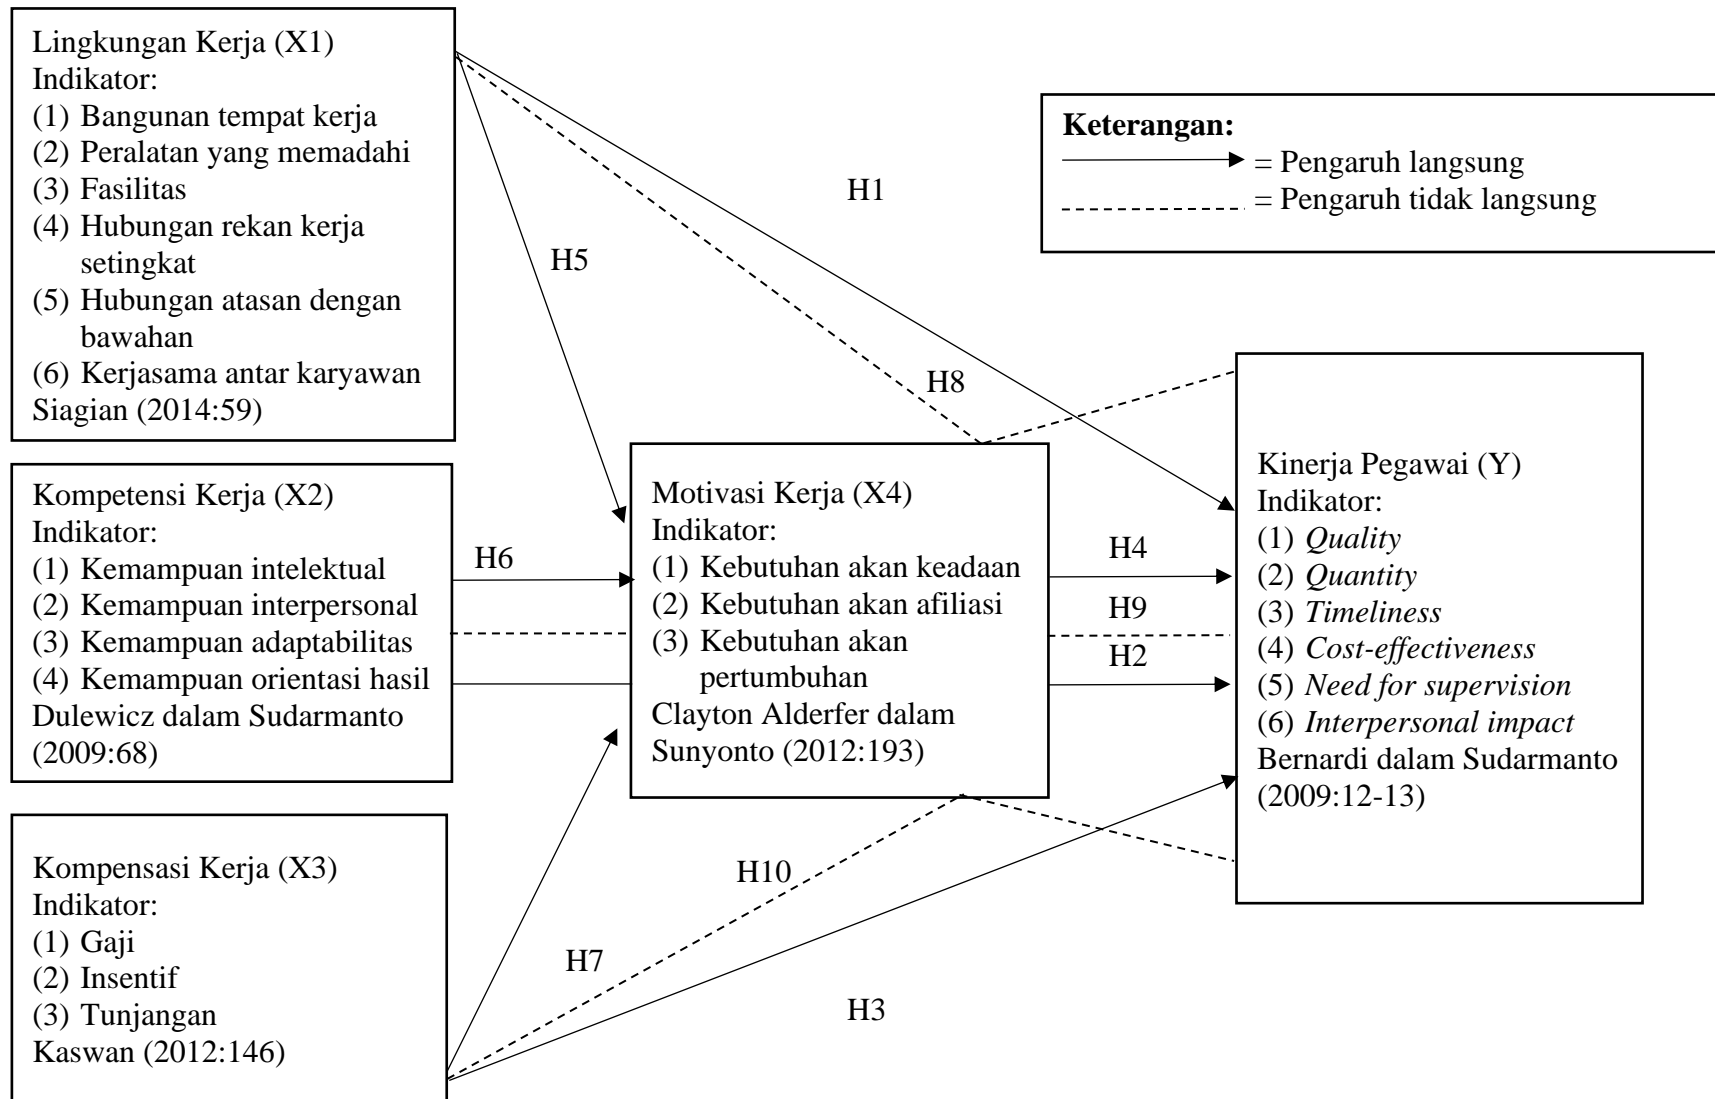 Lingkungan Kerja (X1)
Indikator:
(1) Bangunan tempat kerja
(2) Peralatan yang memadahi
(3) Fasilitas
(4) Hubungan rekan kerja
setingkat
(5) Hubungan atasan dengan
bawahan
(6) Kerjasama antar karyawan
Siagian (2014:59)
Kompetensi Kerja (X2)
Indikator:
(1) Kemampuan intelektual
(2) Kemampuan interpersonal
(3) Kemampuan adaptabilitas
(4) Kemampuan orientasi hasil
Dulewicz dalam Sudarmanto
(2009:68)
Kompensasi Kerja (X3)
Indikator:
(1) Gaji
(2) Insentif
(3) Tunjangan
Kaswan (2012:146)
H5
H6
H7
H1
H8
H10
H3
Motivasi Kerja (X4)
Indikator:
(1) Kebutuhan akan keadaan
(2) Kebutuhan akan afiliasi
(3) Kebutuhan akan
pertumbuhan
Clayton Alderfer dalam
Sunyonto (2012:193)
H4
H9
H2
Keterangan:
= Pengaruh langsung
= Pengaruh tidak langsung
Kinerja Pegawai (Y)
Indikator:
(1) Quality
(2) Quantity
(3) Timeliness
(4) Cost-effectiveness
(5) Need for supervision
(6) Interpersonal impact
Bernardi dalam Sudarmanto
(2009:12-13)